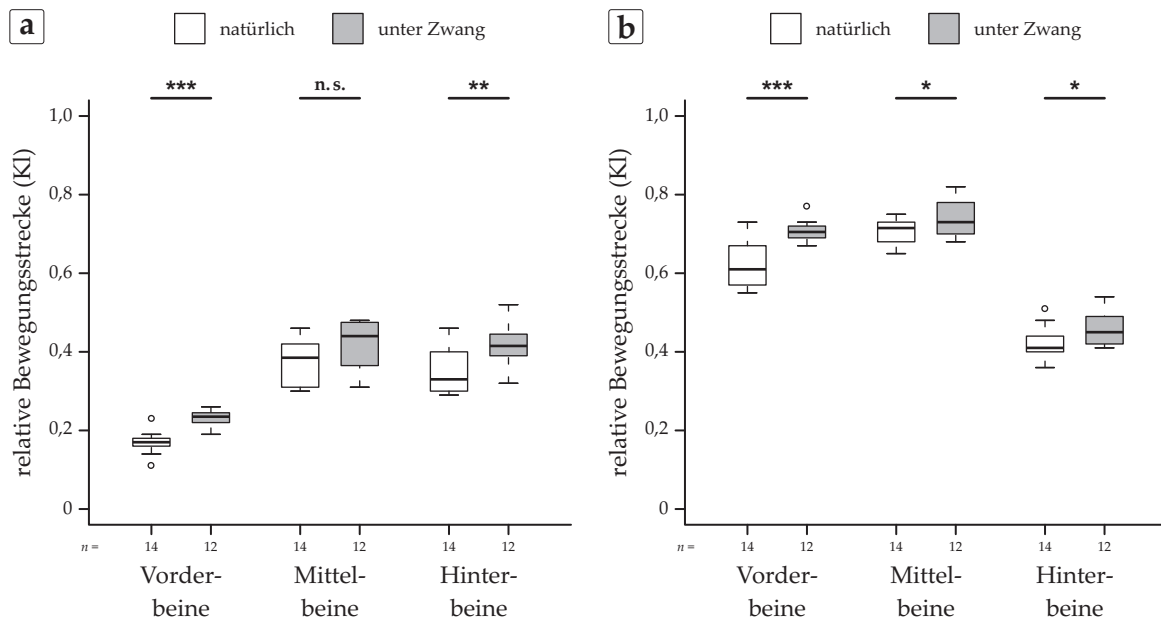 a
natürlich unter Zwang
*** n. s. **
relative Bewegungsstrecke (Kl)
1,0
0,8
0,6
0,4
0,2
0
n = 14 12 14 12 14 12
Vorder- Mittel- Hinter-
beine beine beine
b
natürlich unter Zwang
*** * *
relative Bewegungsstrecke (Kl)
1,0
0,8
0,6
0,4
0,2
0
n = 14 12 14 12 14 12
Vorder- Mittel- Hinter-
beine beine beine